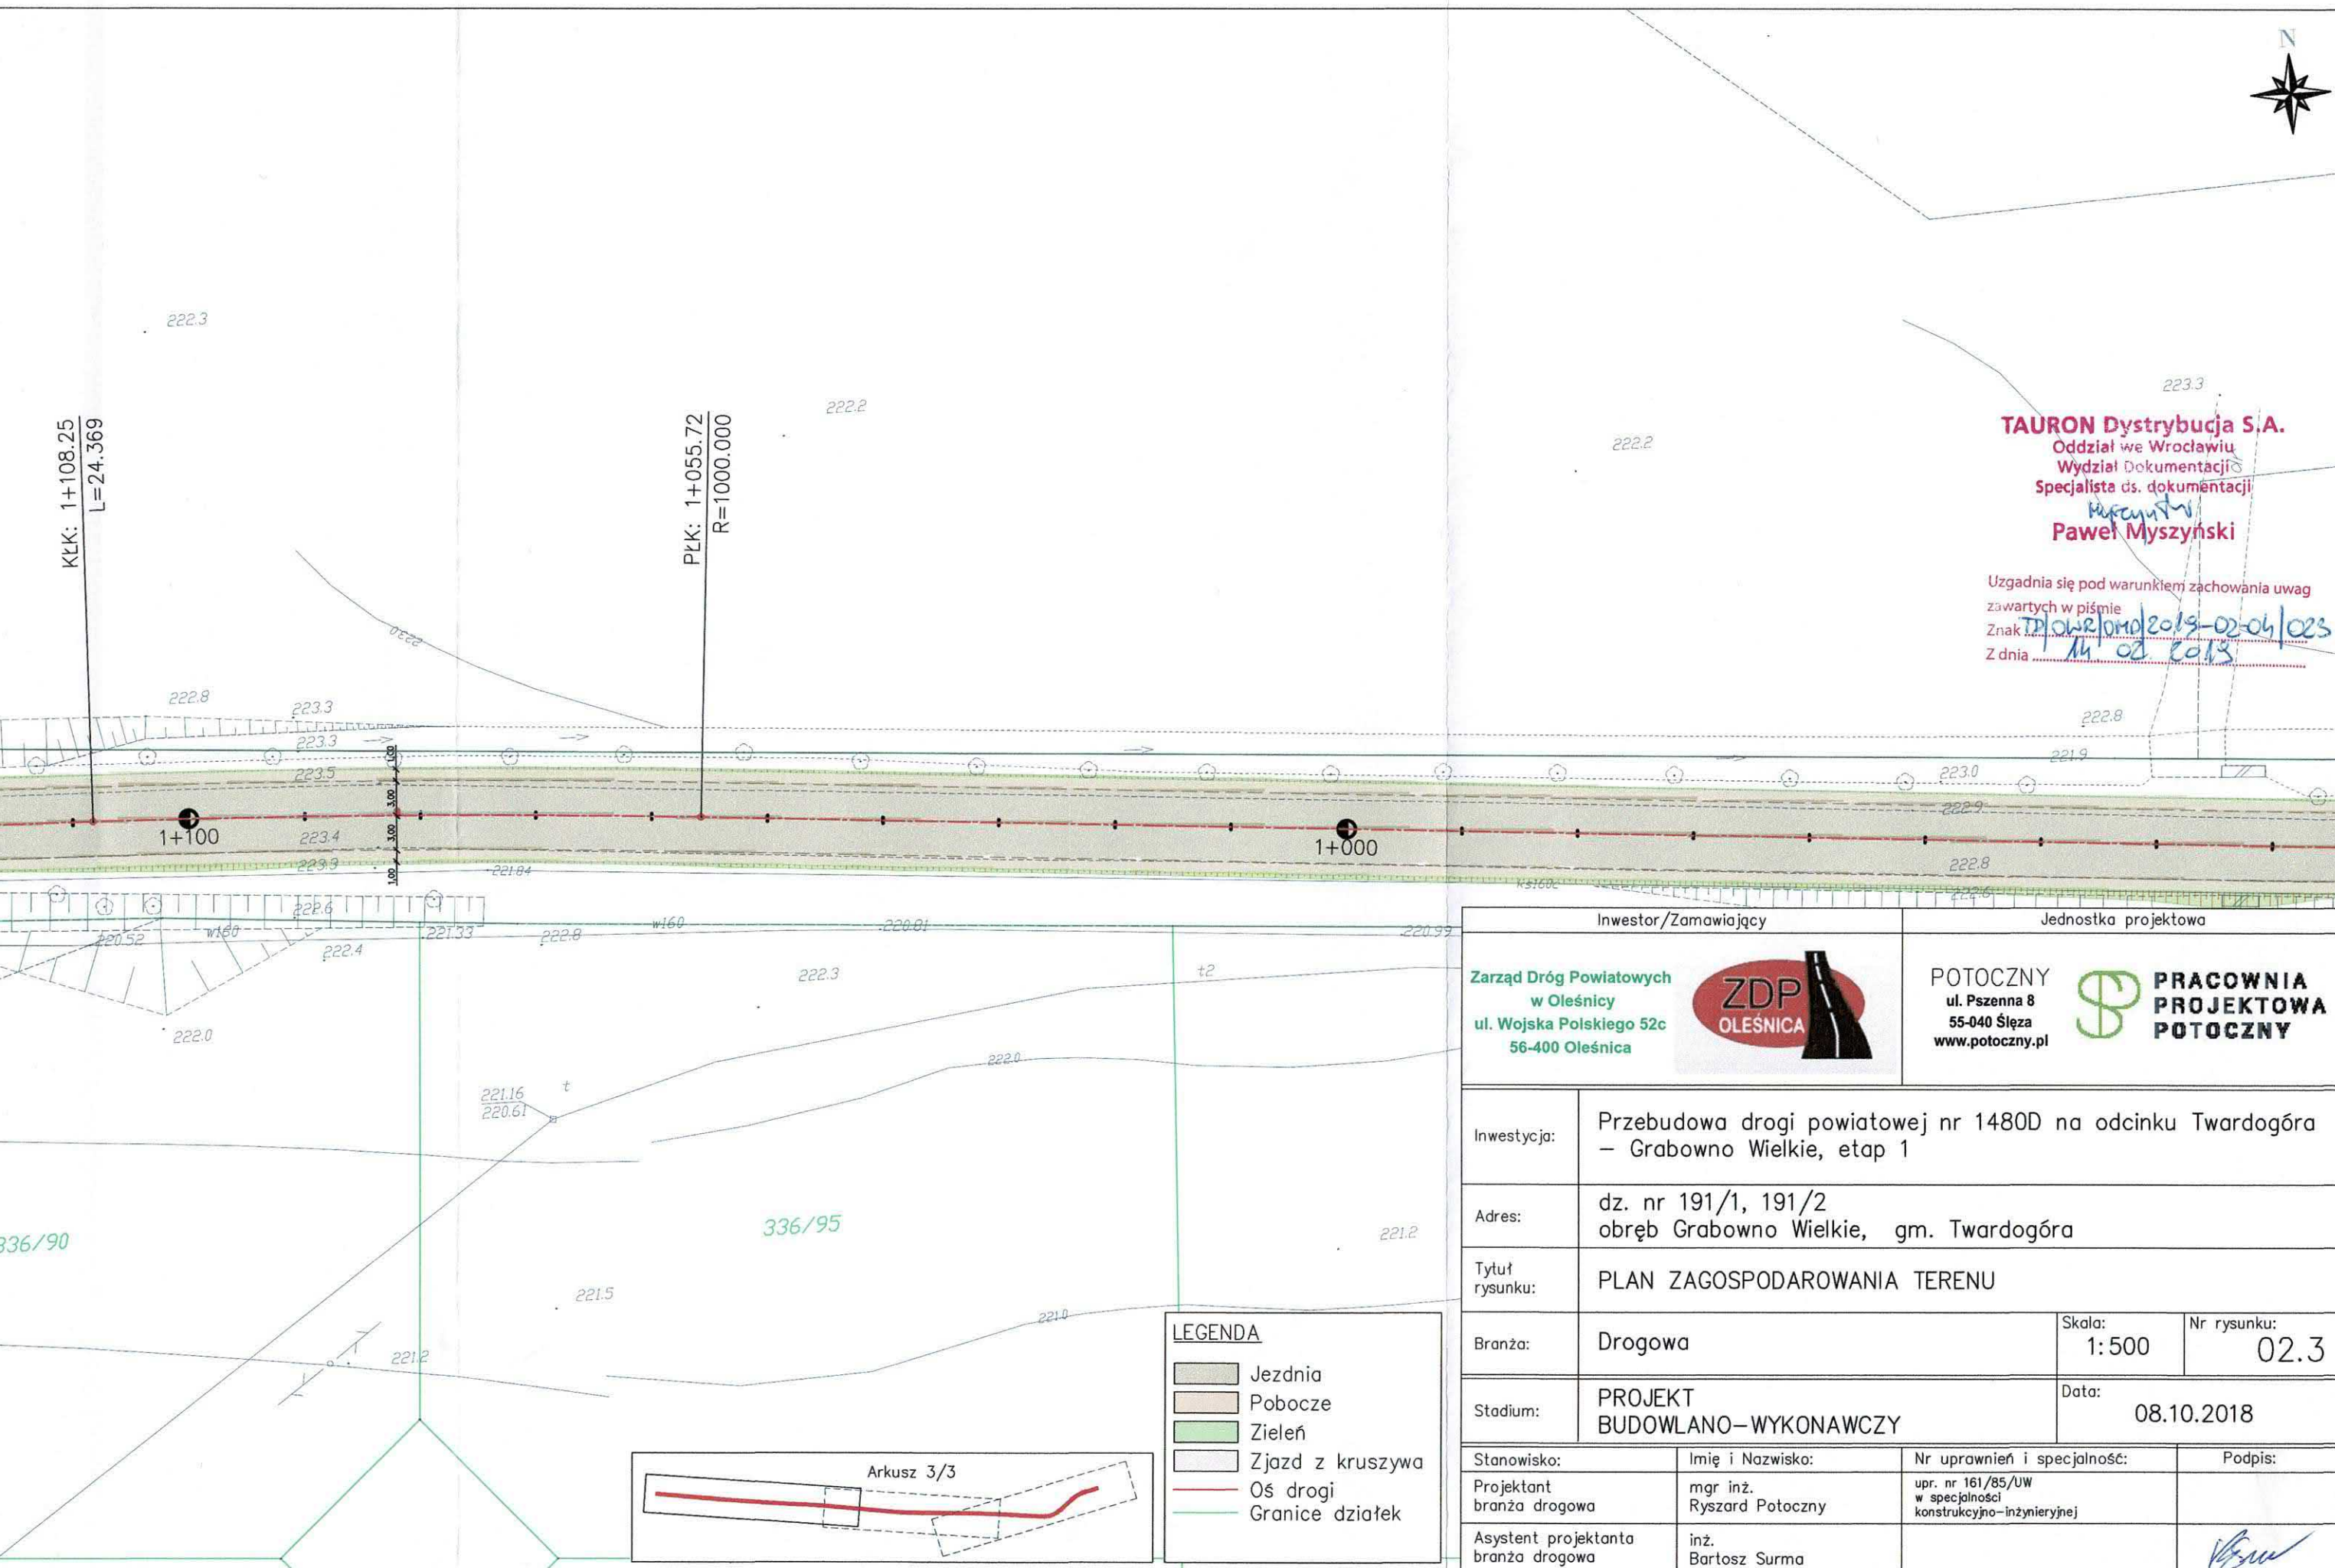 N
222.3
222.2
222.2
223.3
KŁK: 1+108.25
L=24.369
PŁK: 1+055.72
R=1000.000
TAURON Dystrybucja S.A.
Oddział we Wrocławiu
Wydział Dokumentacji
Specjalista ds. dokumentacji
Paweł Myszyński
Uzgadnia się pod warunkiem zachowania uwag
zawartych w piśmie
Znak TD/OWR/OMD/2019-02-04/023
Z dnia 14. 02. 2019
223.0
222.8
223.3
222.8
223.3
1.00
221.9
223.5
223.0
3.00
222.9
1+100
223.4
3.00
1+000
223.3
1.00
221.84
222.8
ks160c
222.6
222.6
220.52
w160
221.33
222.8
w160
220.81
220.99
222.4
222.3
t2
222.0
222.0
221.16
220.61
t
336/90
336/95
221.2
221.5
221.0
221.2
Inwestor/Zamawiający
Jednostka projektowa
Zarząd Dróg Powiatowych
w Oleśnicy
ul. Wojska Polskiego 52c
56-400 Oleśnica
ZDP
OLEŚNICA
POTOCZNY
ul. Pszenna 8
55-040 Ślęza
www.potoczny.pl
PRACOWNIA
PROJEKTOWA
POTOCZNY
Inwestycja:
Przebudowa drogi powiatowej nr 1480D na odcinku Twardogóra
– Grabowno Wielkie, etap 1
Adres:
dz. nr 191/1, 191/2
obręb Grabowno Wielkie, gm. Twardogóra
Tytuł
rysunku:
PLAN ZAGOSPODAROWANIA TERENU
Branża:
Drogowa
Skala:
1:500
Nr rysunku:
02.3
Stadium:
PROJEKT
BUDOWLANO–WYKONAWCZY
Data:
08.10.2018
Stanowisko:
Imię i Nazwisko:
Nr uprawnień i specjalność:
Podpis:
Projektant
branża drogowa
mgr inż.
Ryszard Potoczny
upr. nr 161/85/UW
w specjalności
konstrukcyjno–inżynieryjnej
Asystent projektanta
branża drogowa
inż.
Bartosz Surma
LEGENDA
Jezdnia
Pobocze
Zieleń
Zjazd z kruszywa
Oś drogi
Granice działek
Arkusz 3/3